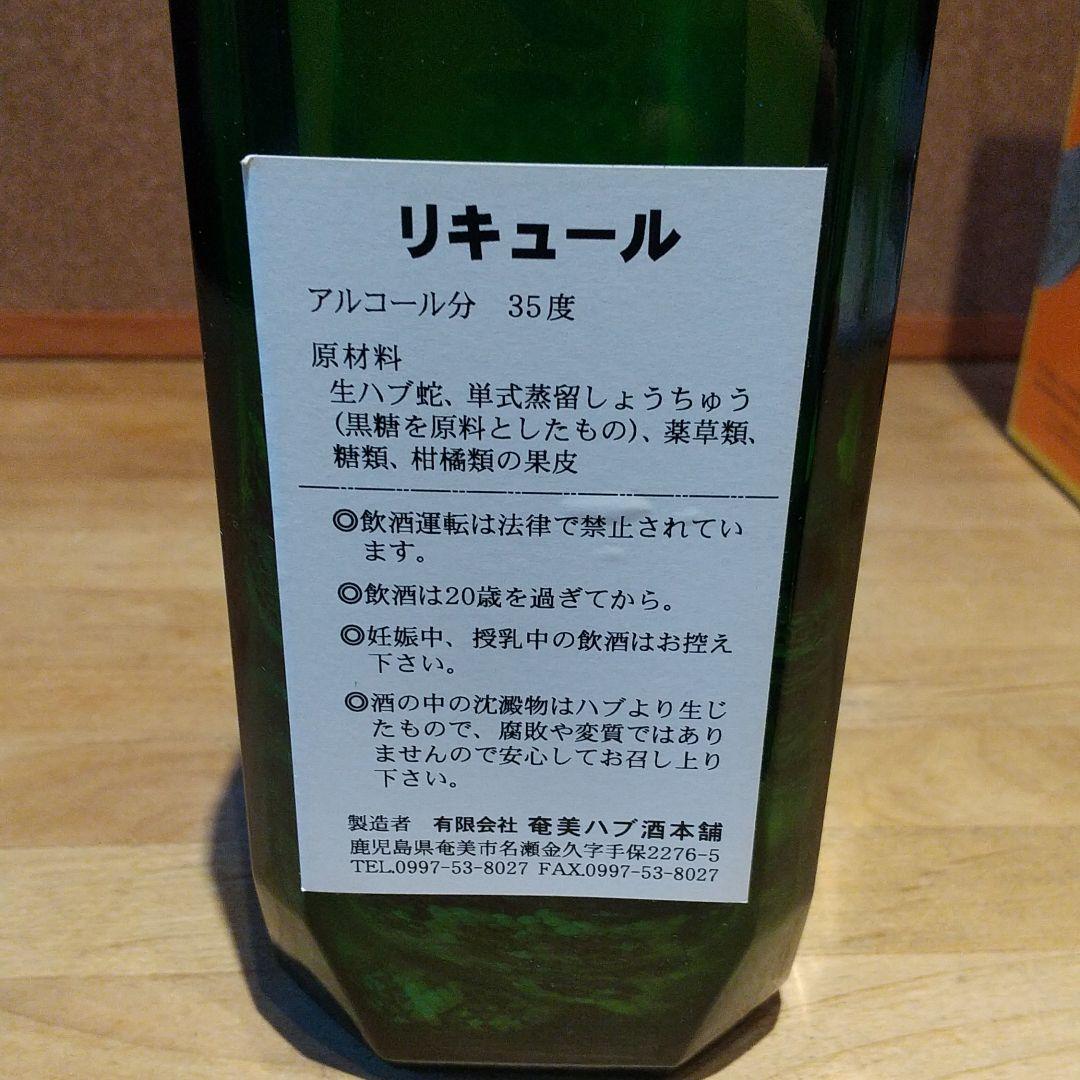 リキュール
アルコール分 35度
原材料
生ハブ蛇、単式蒸留しょうちゅう
(黒糖を原料としたもの)、薬草類、
糖類、柑橘類の果皮
◎飲酒運転は法律で禁止されてい
ます。
◎飲酒は20歳を過ぎてから。
◎妊娠中、授乳中の飲酒はお控え
下さい。
◎酒の中の沈澱物はハブより生じ
たもので、腐敗や変質ではあり
ませんので安心してお召し上り
下さい。
製造者 有限会社 奄美ハブ酒本舗
鹿児島県奄美市名瀬金久字手保2276-5
TEL.0997-53-8027 FAX.0997-53-8027